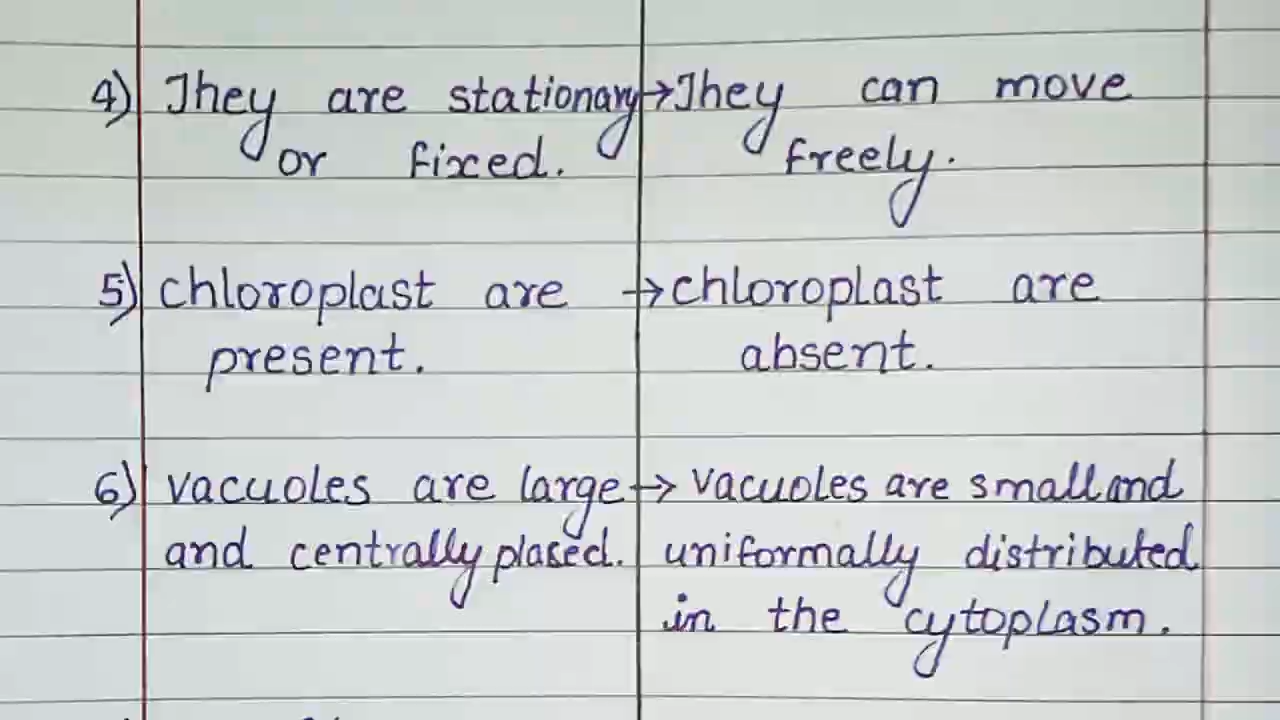 4) They are stationary → They can move
or fixed. freely.
5) chloroplast are → chloroplast are
present. absent.
6) vacuoles are large → vacuoles are small and
and centrally plased. uniformally distributed
in the cytoplasm.